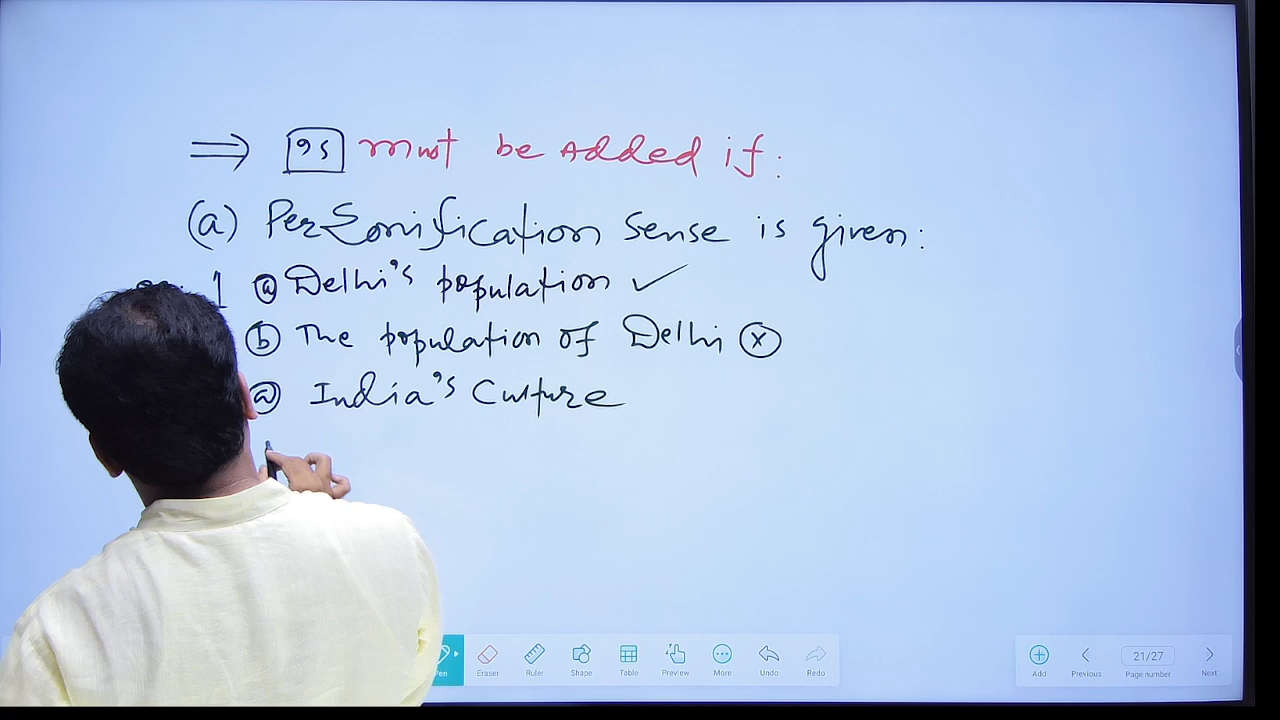 ⇒ 's must be Added if:
(a) Personification Sense is given:
1 ⓐ Delhi's population ✓
ⓑ The population of Delhi ⓧ
ⓐ India's Culture
Pen Eraser Ruler Shape Table Preview More Undo Redo
Add Previous 21/27 Page number Next